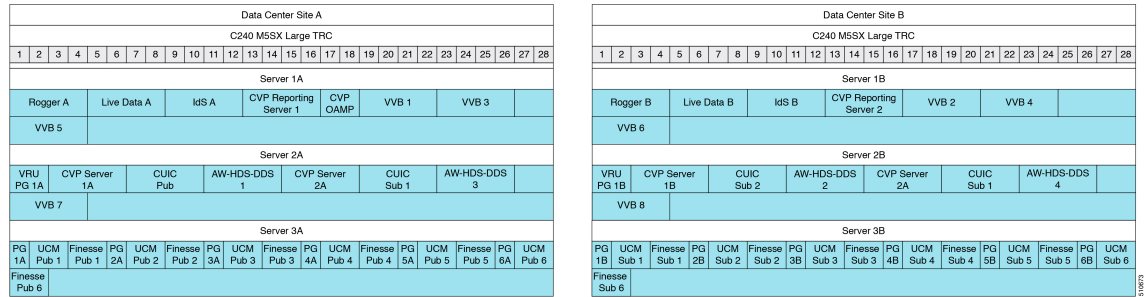 Data Center Site A
C240 M5SX Large TRC
1 2 3 4 5 6 7 8 9 10 11 12 13 14 15 16 17 18 19 20 21 22 23 24 25 26 27 28
Server 1A
Rogger A Live Data A IdS A CVP Reporting Server 1 CVP OAMP VVB 1 VVB 3
VVB 5
Server 2A
VRU PG 1A CVP Server 1A CUIC Pub AW-HDS-DDS 1 CVP Server 2A CUIC Sub 1 AW-HDS-DDS 3
VVB 7
Server 3A
PG 1A UCM Pub 1 Finesse Pub 1 PG 2A UCM Pub 2 Finesse Pub 2 PG 3A UCM Pub 3 Finesse Pub 3 PG 4A UCM Pub 4 Finesse Pub 4 PG 5A UCM Pub 5 Finesse Pub 5 PG 6A UCM Pub 6
Finesse Pub 6
Data Center Site B
C240 M5SX Large TRC
1 2 3 4 5 6 7 8 9 10 11 12 13 14 15 16 17 18 19 20 21 22 23 24 25 26 27 28
Server 1B
Rogger B Live Data B IdS B CVP Reporting Server 2 VVB 2 VVB 4
VVB 6
Server 2B
VRU PG 1B CVP Server 1B CUIC Sub 2 AW-HDS-DDS 2 CVP Server 2A CUIC Sub 1 AW-HDS-DDS 4
VVB 8
Server 3B
PG 1B UCM Sub 1 Finesse Sub 1 PG 2B UCM Sub 2 Finesse Sub 2 PG 3B UCM Sub 3 Finesse Sub 3 PG 4B UCM Sub 4 Finesse Sub 4 PG 5B UCM Sub 5 Finesse Sub 5 PG 6B UCM Sub 6
Finesse Sub 6
510873